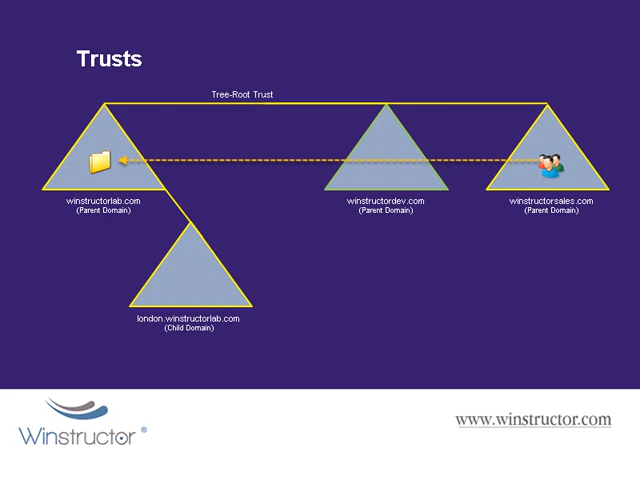 Trusts
Tree-Root Trust
winstructorlab.com
(Parent Domain)
winstructordev.com
(Parent Domain)
winstructorsales.com
(Parent Domain)
london.winstructorlab.com
(Child Domain)
Winstructor ®
www.winstructor.com